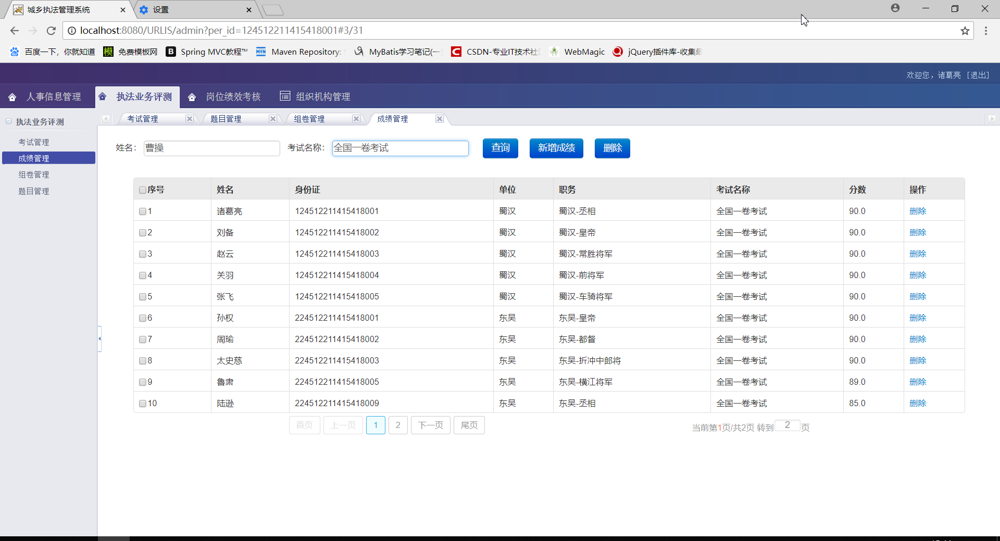 城乡执法管理系统 设置
localhost:8080/URLIS/admin?per_id=124512211415418001#3/31
百度一下，你就知道 模 免费模板网 B Spring MVC教程™ MVN Maven Repository: MyBatis学习笔记(一) C CSDN-专业IT技术社 WebMagic jQuery插件库-收集最
欢迎您，诸葛亮 [退出]
人事信息管理 执法业务评测 岗位绩效考核 组织机构管理
执法业务评测
考试管理
成绩管理
组卷管理
题目管理
考试管理 题目管理 组卷管理 成绩管理
姓名： 曹操 考试名称： 全国一卷考试 查询 新增成绩 删除
序号 姓名 身份证 单位 职务 考试名称 分数 操作
1 诸葛亮 124512211415418001 蜀汉 蜀汉-丞相 全国一卷考试 90.0 删除
2 刘备 124512211415418002 蜀汉 蜀汉-皇帝 全国一卷考试 90.0 删除
3 赵云 124512211415418003 蜀汉 蜀汉-常胜将军 全国一卷考试 90.0 删除
4 关羽 124512211415418004 蜀汉 蜀汉-前将军 全国一卷考试 90.0 删除
5 张飞 124512211415418005 蜀汉 蜀汉-车骑将军 全国一卷考试 90.0 删除
6 孙权 224512211415418001 东吴 东吴-皇帝 全国一卷考试 90.0 删除
7 周瑜 224512211415418002 东吴 东吴-都督 全国一卷考试 90.0 删除
8 太史慈 224512211415418003 东吴 东吴-折冲中郎将 全国一卷考试 90.0 删除
9 鲁肃 224512211415418005 东吴 东吴-横江将军 全国一卷考试 89.0 删除
10 陆逊 224512211415418009 东吴 东吴-丞相 全国一卷考试 85.0 删除
首页 上一页 1 2 下一页 尾页 当前第1页/共2页 转到 2 页